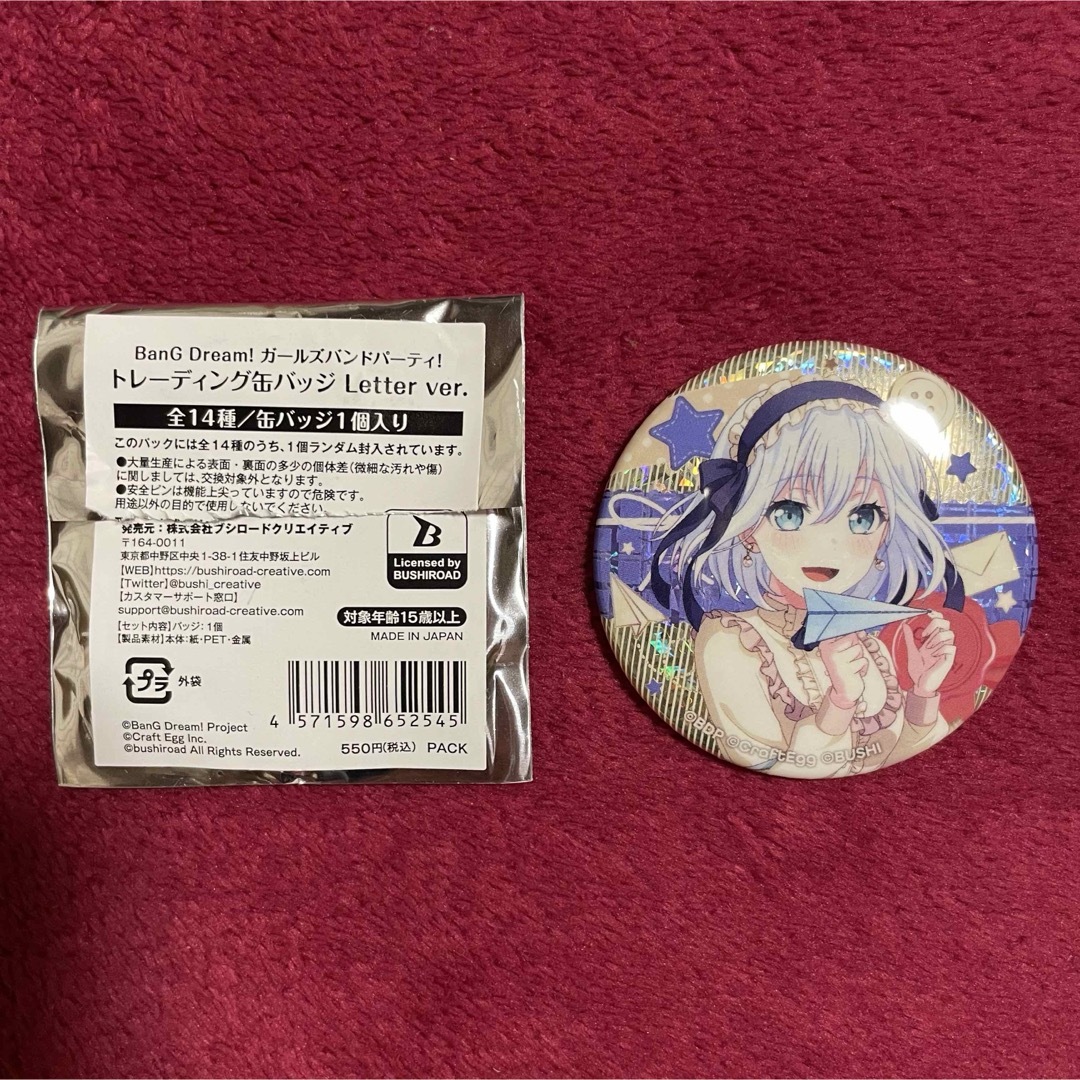 BanG Dream! ガールズバンドパーティ!
トレーディング缶バッジ Letter ver.
全14種/缶バッジ1個入り
このパックには全14種のうち、1個ランダム封入されています。
●大量生産による表面・裏面の多少の個体差(微細な汚れや傷)
に関しましては、交換対象外となります。
●安全ピンは機能上尖っていますので危険です。
用途以外の目的で使用しないでください。
発売元:株式会社ブシロードクリエイティブ
〒164-0011
東京都中野区中央1-38-1住友中野坂上ビル
【WEB】https://bushiroad-creative.com
【Twitter】@bushi_creative
【カスタマーサポート窓口】
support@bushiroad-creative.com
【セット内容】バッジ:1個
【製品素材】本体:紙・PET・金属
B
Licensed by
BUSHIROAD
対象年齢15歳以上
MADE IN JAPAN
プラ 外袋
4 571598 652545
©BanG Dream! Project
©Craft Egg Inc.
©bushiroad All Rights Reserved.
550円(税込) PACK
©BDP ©CraftEgg ©BUSHI